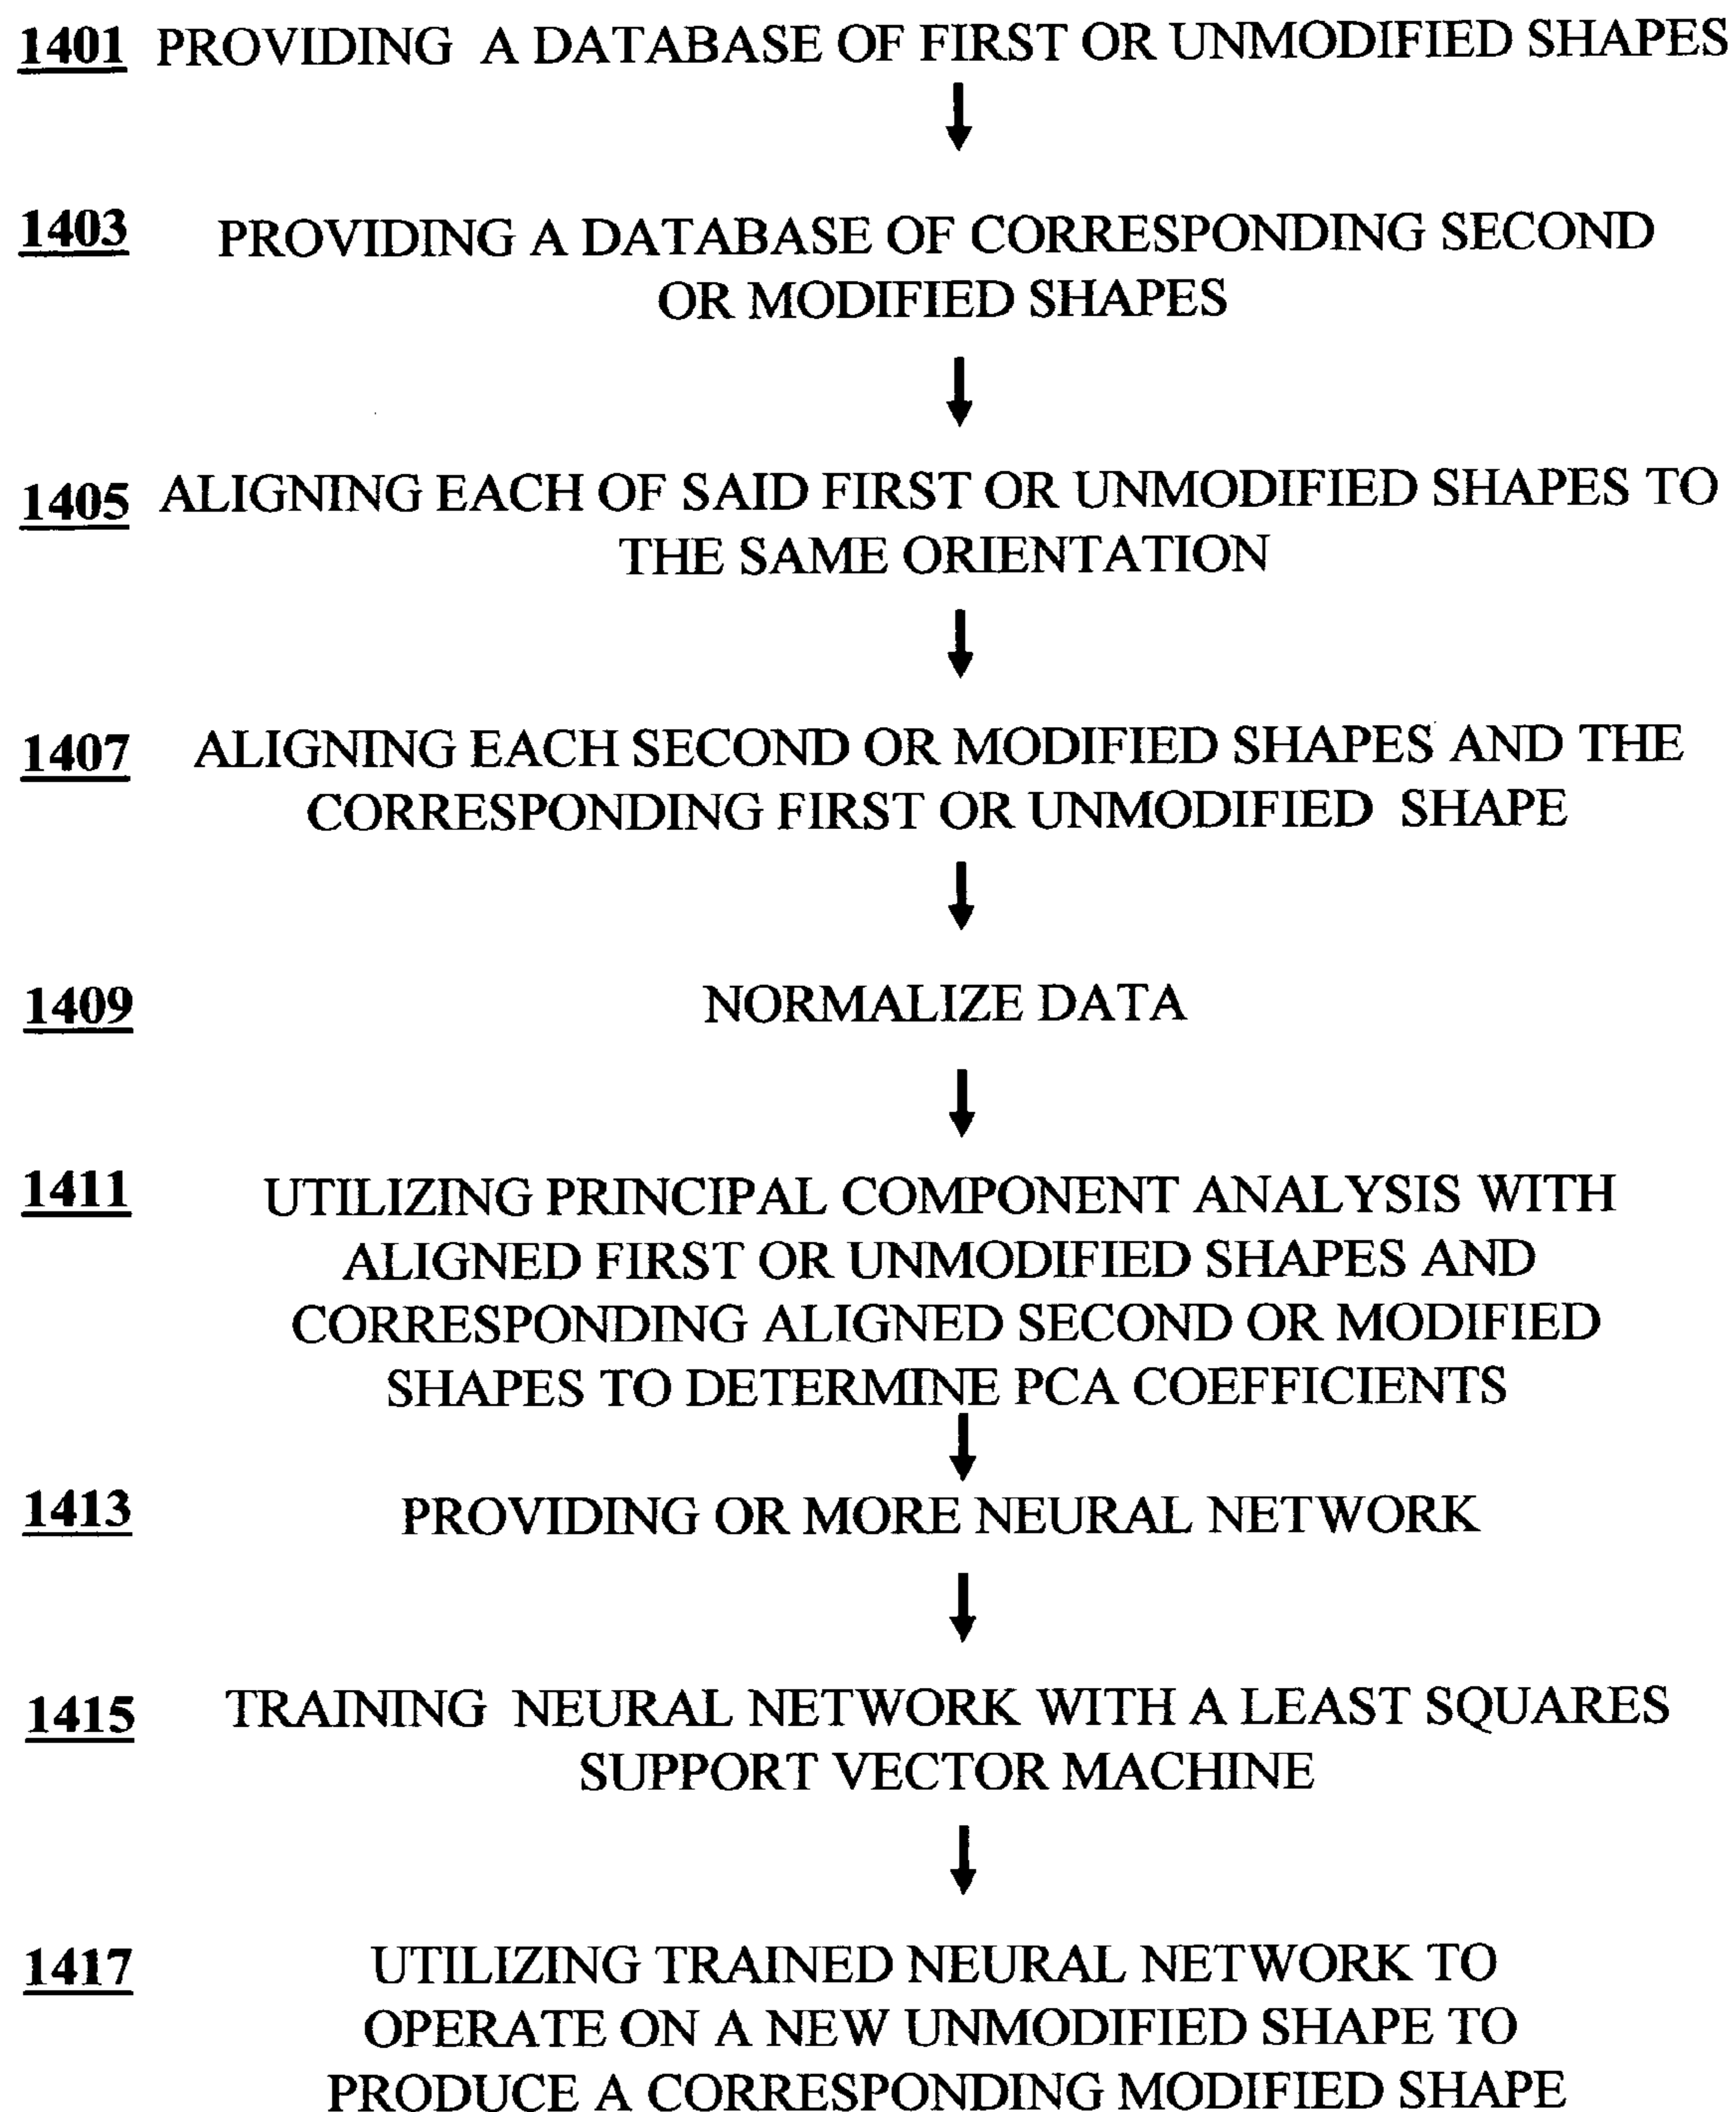 1401 PROVIDING A DATABASE OF FIRST OR UNMODIFIED SHAPES
1403 PROVIDING A DATABASE OF CORRESPONDING SECOND
OR MODIFIED SHAPES
1405 ALIGNING EACH OF SAID FIRST OR UNMODIFIED SHAPES TO
THE SAME ORIENTATION
1407 ALIGNING EACH SECOND OR MODIFIED SHAPES AND THE
CORRESPONDING FIRST OR UNMODIFIED SHAPE
1409 NORMALIZE DATA
1411 UTILIZING PRINCIPAL COMPONENT ANALYSIS WITH
ALIGNED FIRST OR UNMODIFIED SHAPES AND
CORRESPONDING ALIGNED SECOND OR MODIFIED
SHAPES TO DETERMINE PCA COEFFICIENTS
1413 PROVIDING OR MORE NEURAL NETWORK
1415 TRAINING NEURAL NETWORK WITH A LEAST SQUARES
SUPPORT VECTOR MACHINE
1417 UTILIZING TRAINED NEURAL NETWORK TO
OPERATE ON A NEW UNMODIFIED SHAPE TO
PRODUCE A CORRESPONDING MODIFIED SHAPE